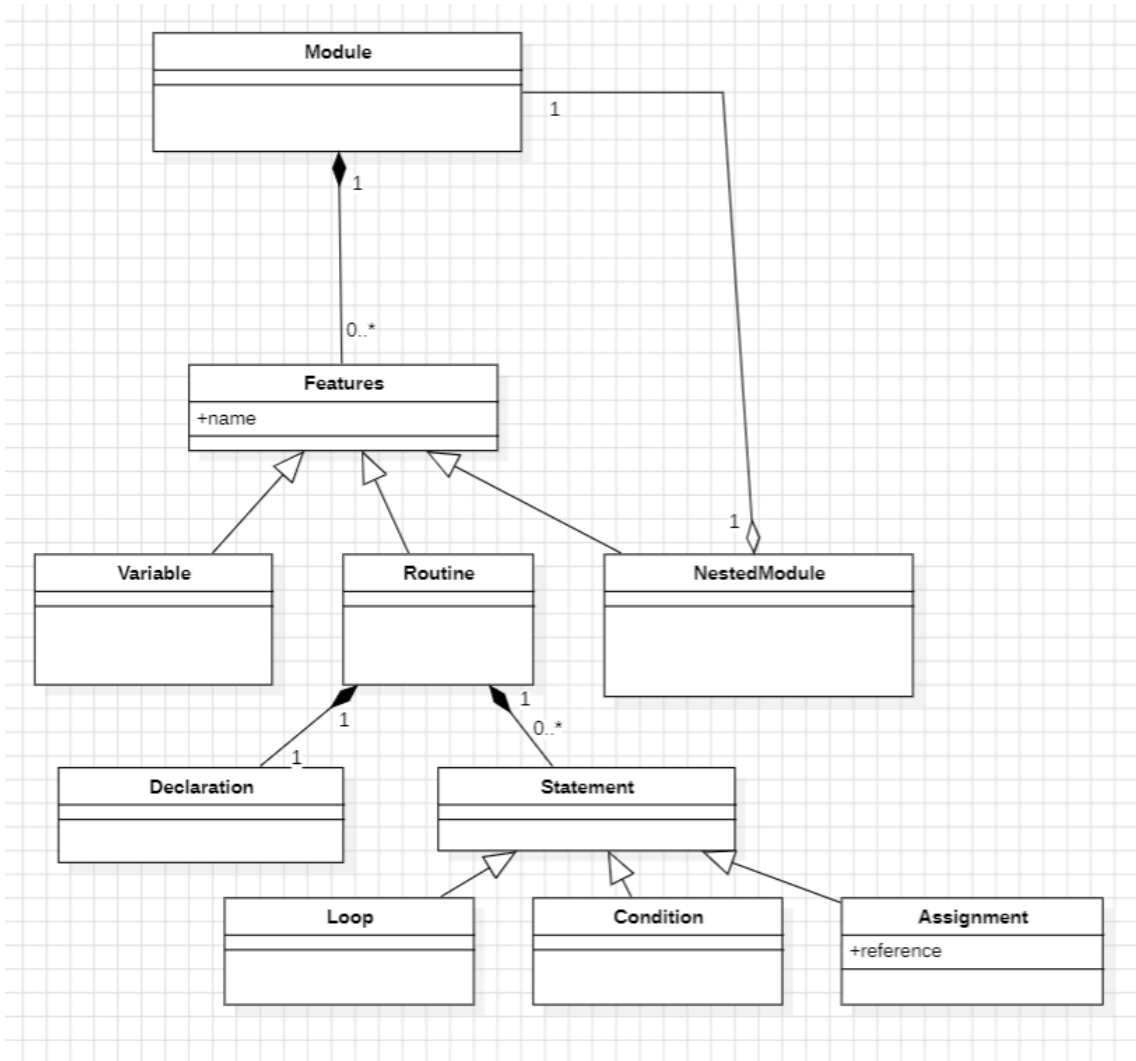 Module
1
1
0..*
Features
+name
1
Variable
Routine
NestedModule
1
1
0..*
1
Declaration
Statement
Loop
Condition
Assignment
+reference